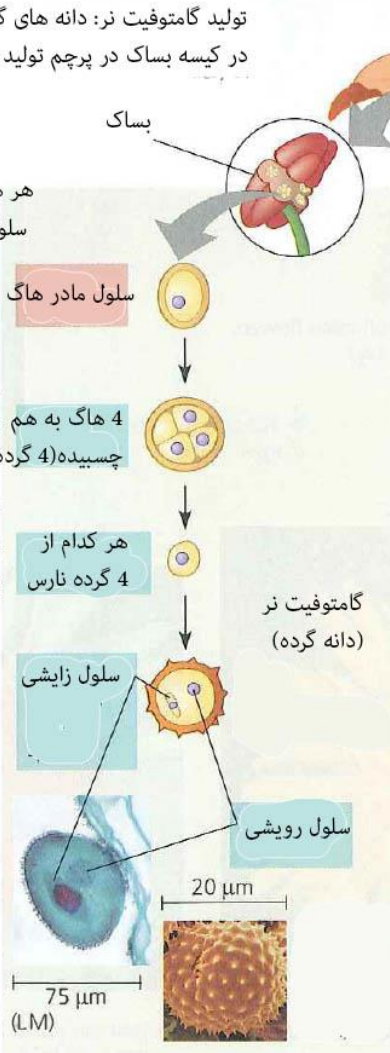 تولید گامتوفیت نر: دانه های
در کیسه بساک در پرچم تولید
بساک
هر
سلول مادر هاگ
4 هاگ به هم
چسبیده(4 گرده
هر کدام از
4 گرده نارس
گامتوفیت نر
(دانه گرده)
سلول زایشی
سلول رویشی
20 µm
75 µm
(LM)